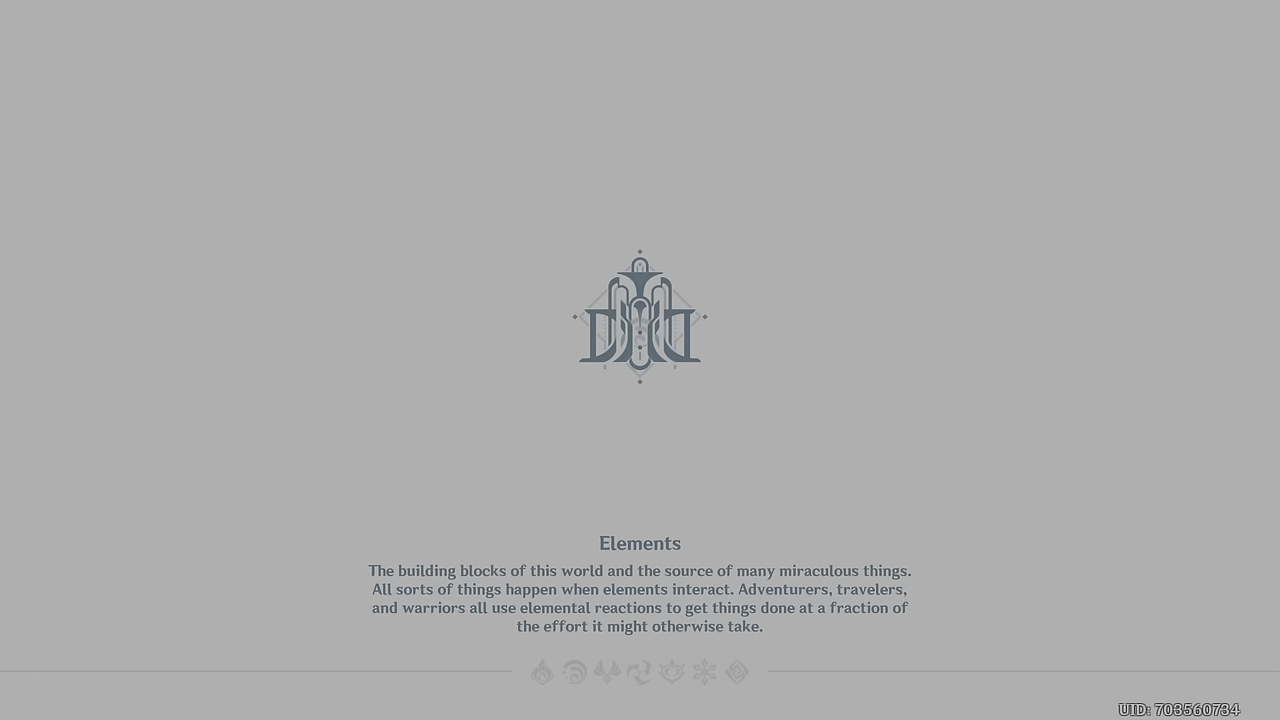 Elements
The building blocks of this world and the source of many miraculous things.
All sorts of things happen when elements interact. Adventurers, travelers,
and warriors all use elemental reactions to get things done at a fraction of
the effort it might otherwise take.
UID: 703560734